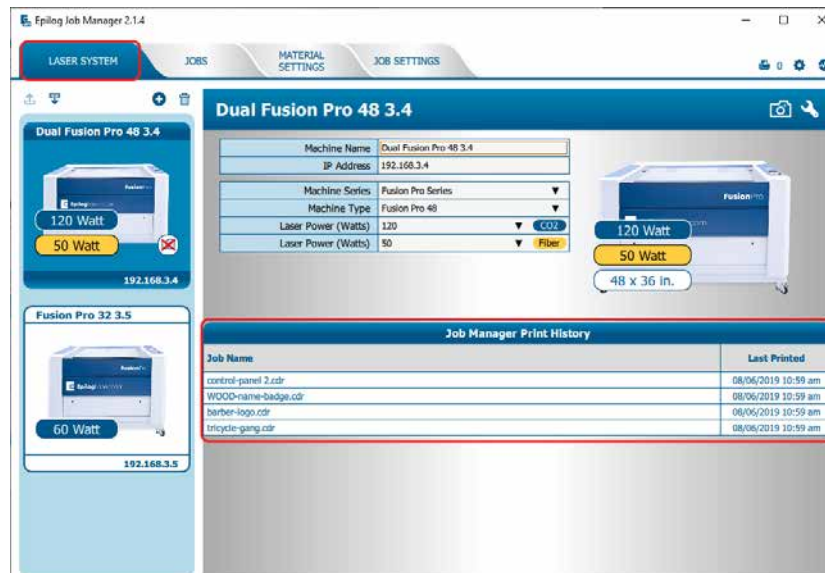 Epilog Job Manager 2.1.4
LASER SYSTEM
JOBS
MATERIAL
SETTINGS
JOB SETTINGS
0
Dual Fusion Pro 48 3.4
120 Watt
50 Watt
192.168.3.4
Fusion Pro 32 3.5
60 Watt
192.168.3.5
Dual Fusion Pro 48 3.4
Machine Name Dual Fusion Pro 48 3.4
IP Address 192.168.3.4
Machine Series Fusion Pro Series
Machine Type Fusion Pro 48
Laser Power (Watts) 120 CO2
Laser Power (Watts) 50 Fiber
FusionPro
120 Watt
50 Watt
48 x 36 in.
Job Manager Print History
Job Name Last Printed
control-panel 2.cdr 08/06/2019 10:59 am
WOOD-name-badge.cdr 08/06/2019 10:59 am
barber-logo.cdr 08/06/2019 10:59 am
tricycle-gang.cdr 08/06/2019 10:59 am